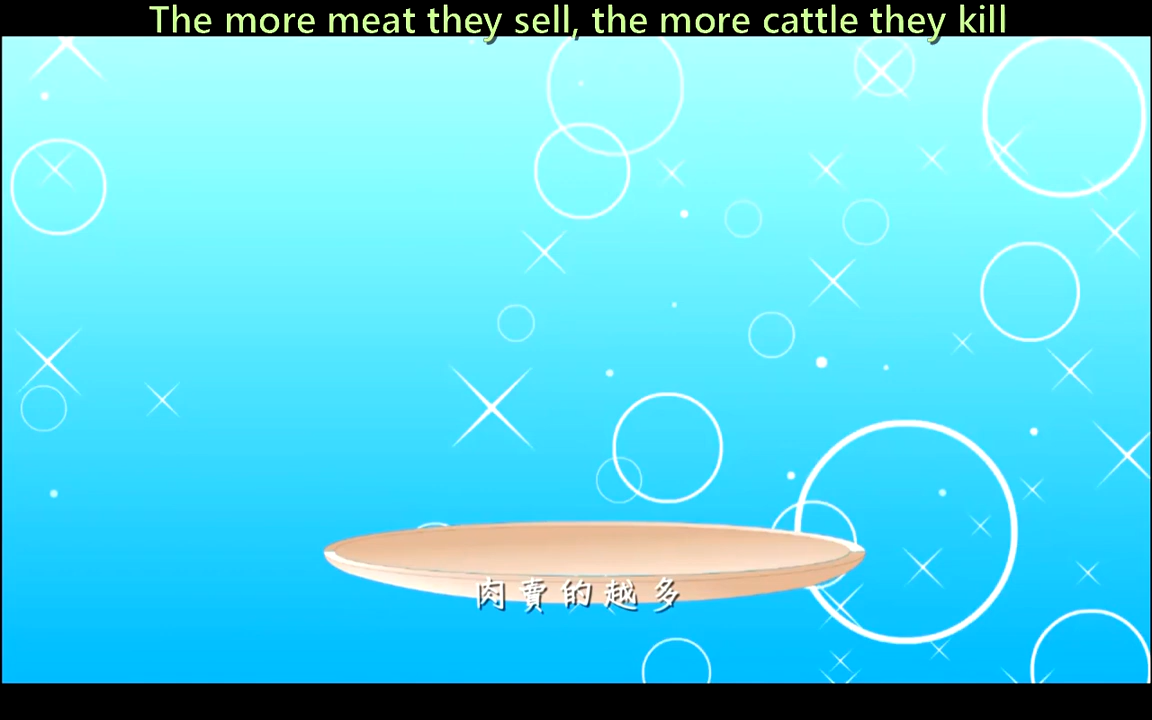 The more meat they sell, the more cattle they kill
肉賣的越多